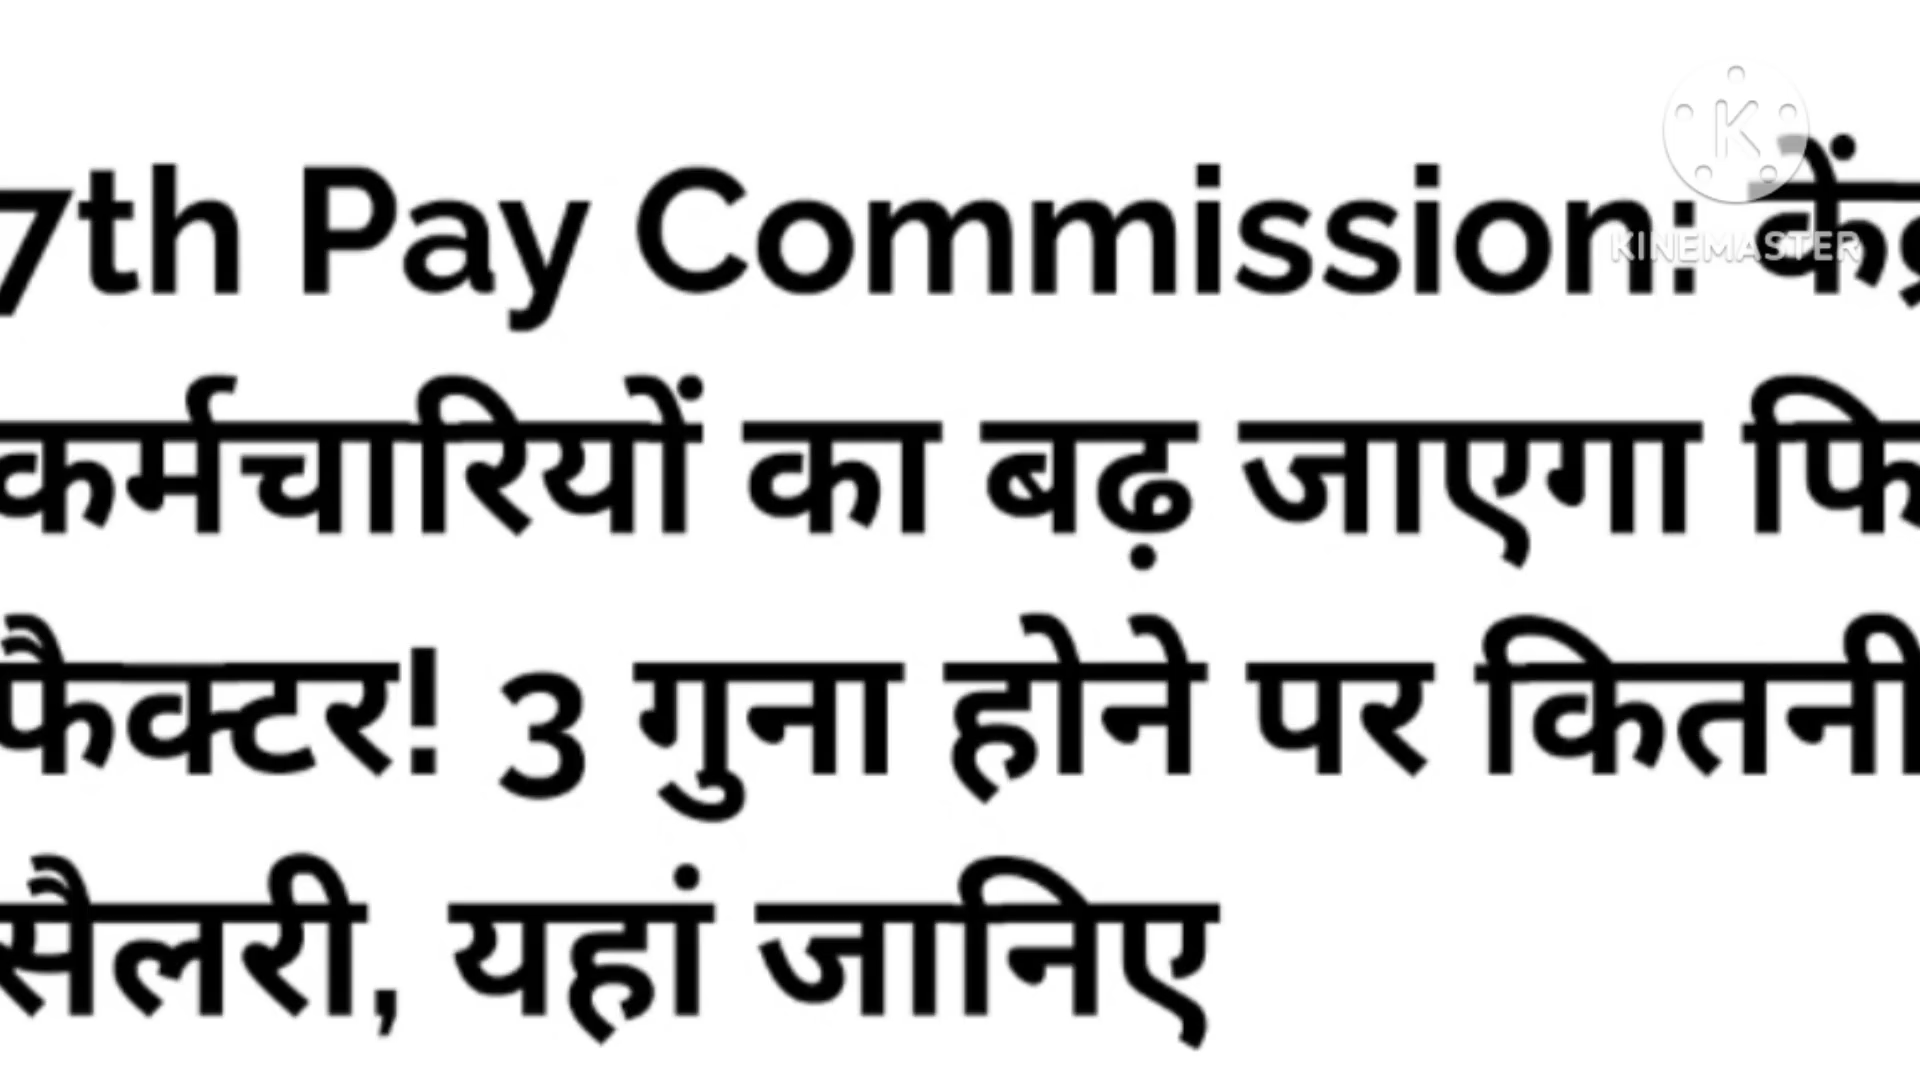 7th Pay Commission:
KINEMASTER
कर्मचारियों का बढ़ जाएगा
फैक्टर! 3 गुना होने पर कितनी
सैलरी, यहां जानिए